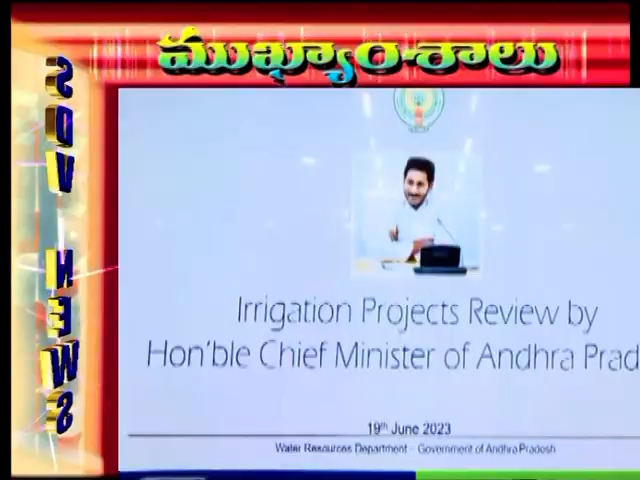 ముఖ్యాంశాలు
SDV NEWS
Irrigation Projects Review by
Hon'ble Chief Minister of Andhra Prad
19th June 2023
Water Resources Department - Government of Andhra Pradesh